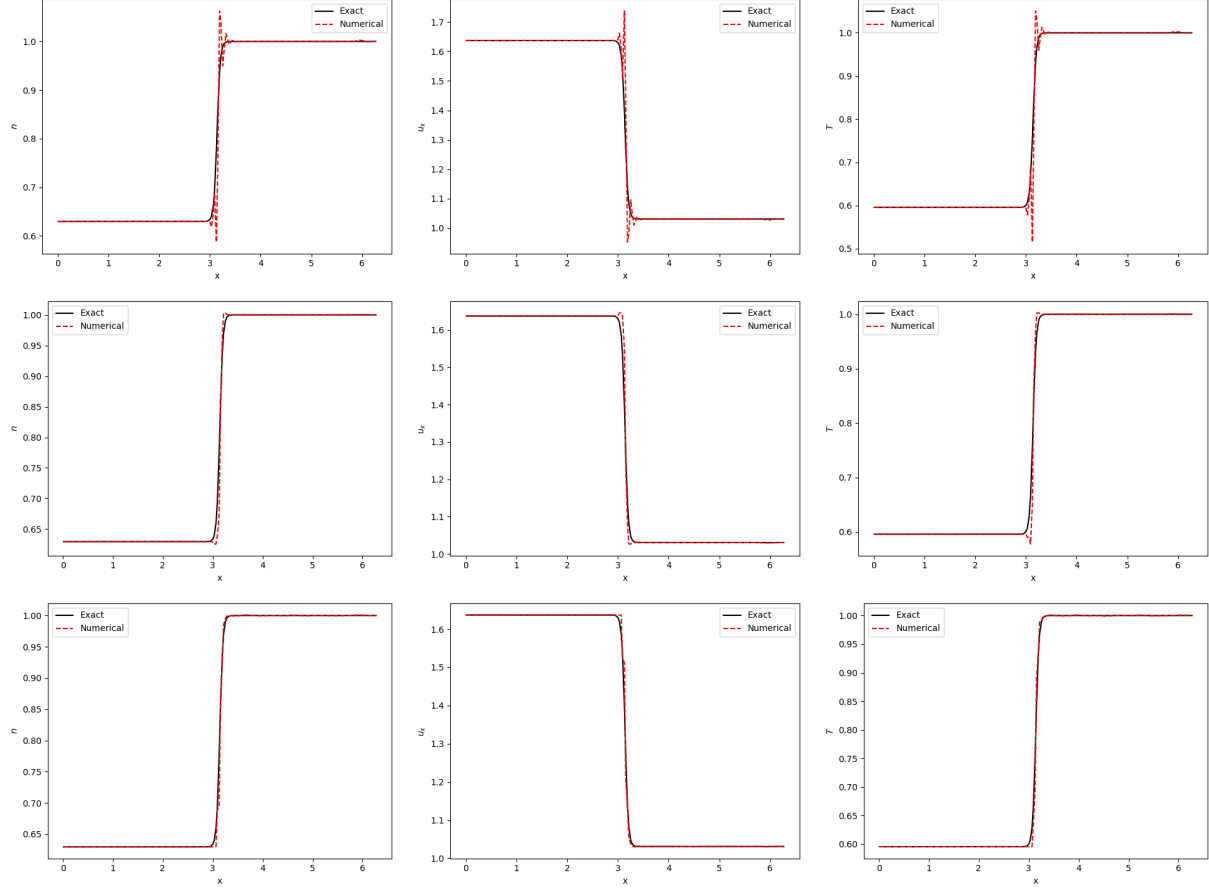 Exact
Numerical
1.0
0.9
0.8
0.7
0.6
n
0 1 2 3 4 5 6
x
Exact
Numerical
1.7
1.6
1.5
1.4
1.3
1.2
1.1
1.0
u_x
0 1 2 3 4 5 6
x
Exact
Numerical
1.0
0.9
0.8
0.7
0.6
0.5
T
0 1 2 3 4 5 6
x
Exact
Numerical
1.00
0.95
0.90
0.85
0.80
0.75
0.70
0.65
n
0 1 2 3 4 5 6
x
Exact
Numerical
1.6
1.5
1.4
1.3
1.2
1.1
1.0
u_x
0 1 2 3 4 5 6
x
Exact
Numerical
1.0
0.9
0.8
0.7
0.6
T
0 1 2 3 4 5 6
x
Exact
Numerical
1.00
0.95
0.90
0.85
0.80
0.75
0.70
0.65
n
0 1 2 3 4 5 6
x
Exact
Numerical
1.6
1.5
1.4
1.3
1.2
1.1
1.0
u_x
0 1 2 3 4 5 6
x
Exact
Numerical
1.00
0.95
0.90
0.85
0.80
0.75
0.70
0.65
0.60
T
0 1 2 3 4 5 6
x